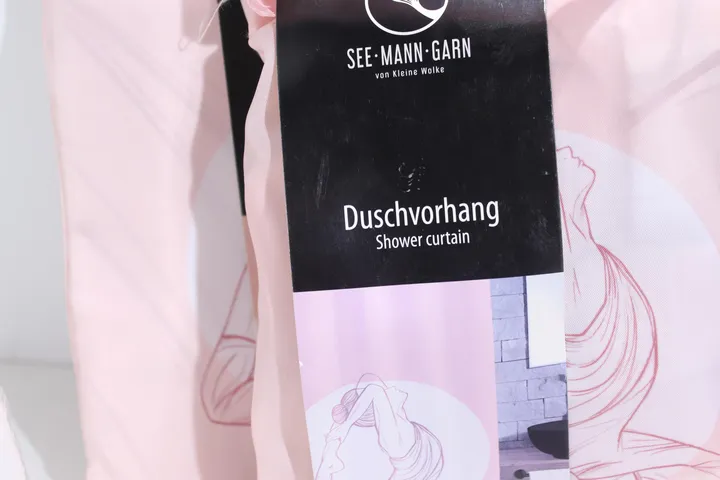 SEE·MANN·GARN
von Kleine Wolke
Duschvorhang
Shower curtain